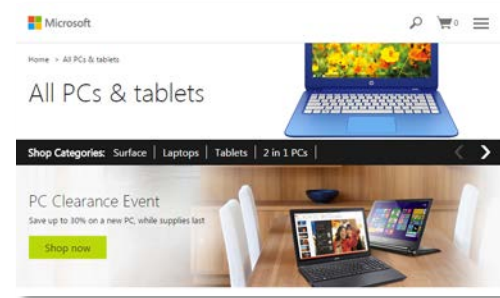 Microsoft
0
Home > All PCs & tablets
All PCs & tablets
Shop Categories: Surface | Laptops | Tablets | 2 in 1 PCs |
PC Clearance Event
Save up to 30% on a new PC, while supplies last
Shop now